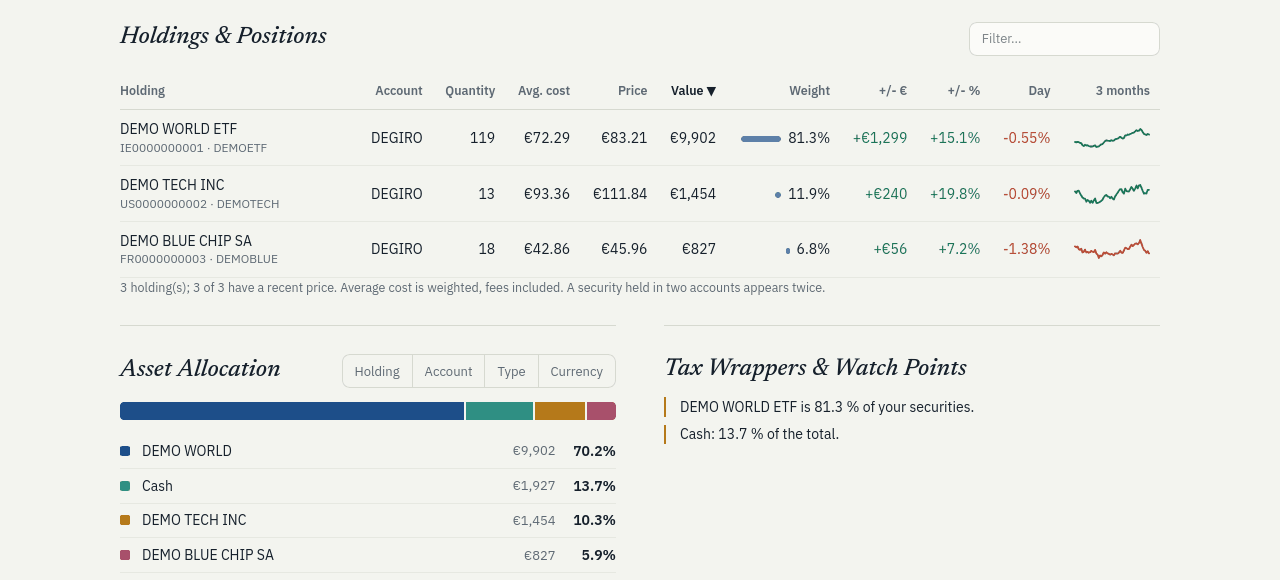 Holdings & Positions
Filter...
Holding Account Quantity Avg. cost Price Value ▼ Weight +/- € +/- % Day 3 months
DEMO WORLD ETF DEGIRO 119 €72.29 €83.21 €9,902 81.3% +€1,299 +15.1% -0.55%
IE0000000001 · DEMOETF
DEMO TECH INC DEGIRO 13 €93.36 €111.84 €1,454 11.9% +€240 +19.8% -0.09%
US0000000002 · DEMOTECH
DEMO BLUE CHIP SA DEGIRO 18 €42.86 €45.96 €827 6.8% +€56 +7.2% -1.38%
FR0000000003 · DEMOBLUE
3 holding(s); 3 of 3 have a recent price. Average cost is weighted, fees included. A security held in two accounts appears twice.
Asset Allocation
Holding Account Type Currency
DEMO WORLD €9,902 70.2%
Cash €1,927 13.7%
DEMO TECH INC €1,454 10.3%
DEMO BLUE CHIP SA €827 5.9%
Tax Wrappers & Watch Points
DEMO WORLD ETF is 81.3 % of your securities.
Cash: 13.7 % of the total.